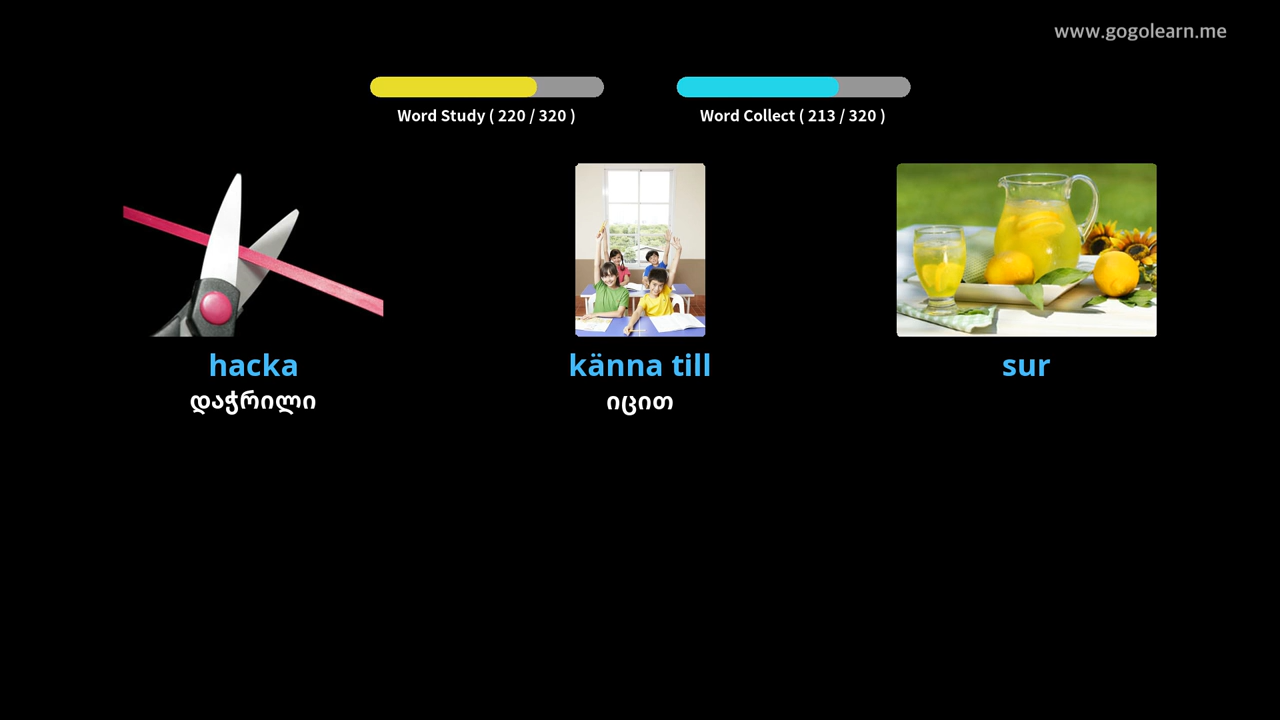 www.gogolearn.me
Word Study ( 220 / 320 )
Word Collect ( 213 / 320 )
hacka
დაჭრილი
känna till
იცით
sur